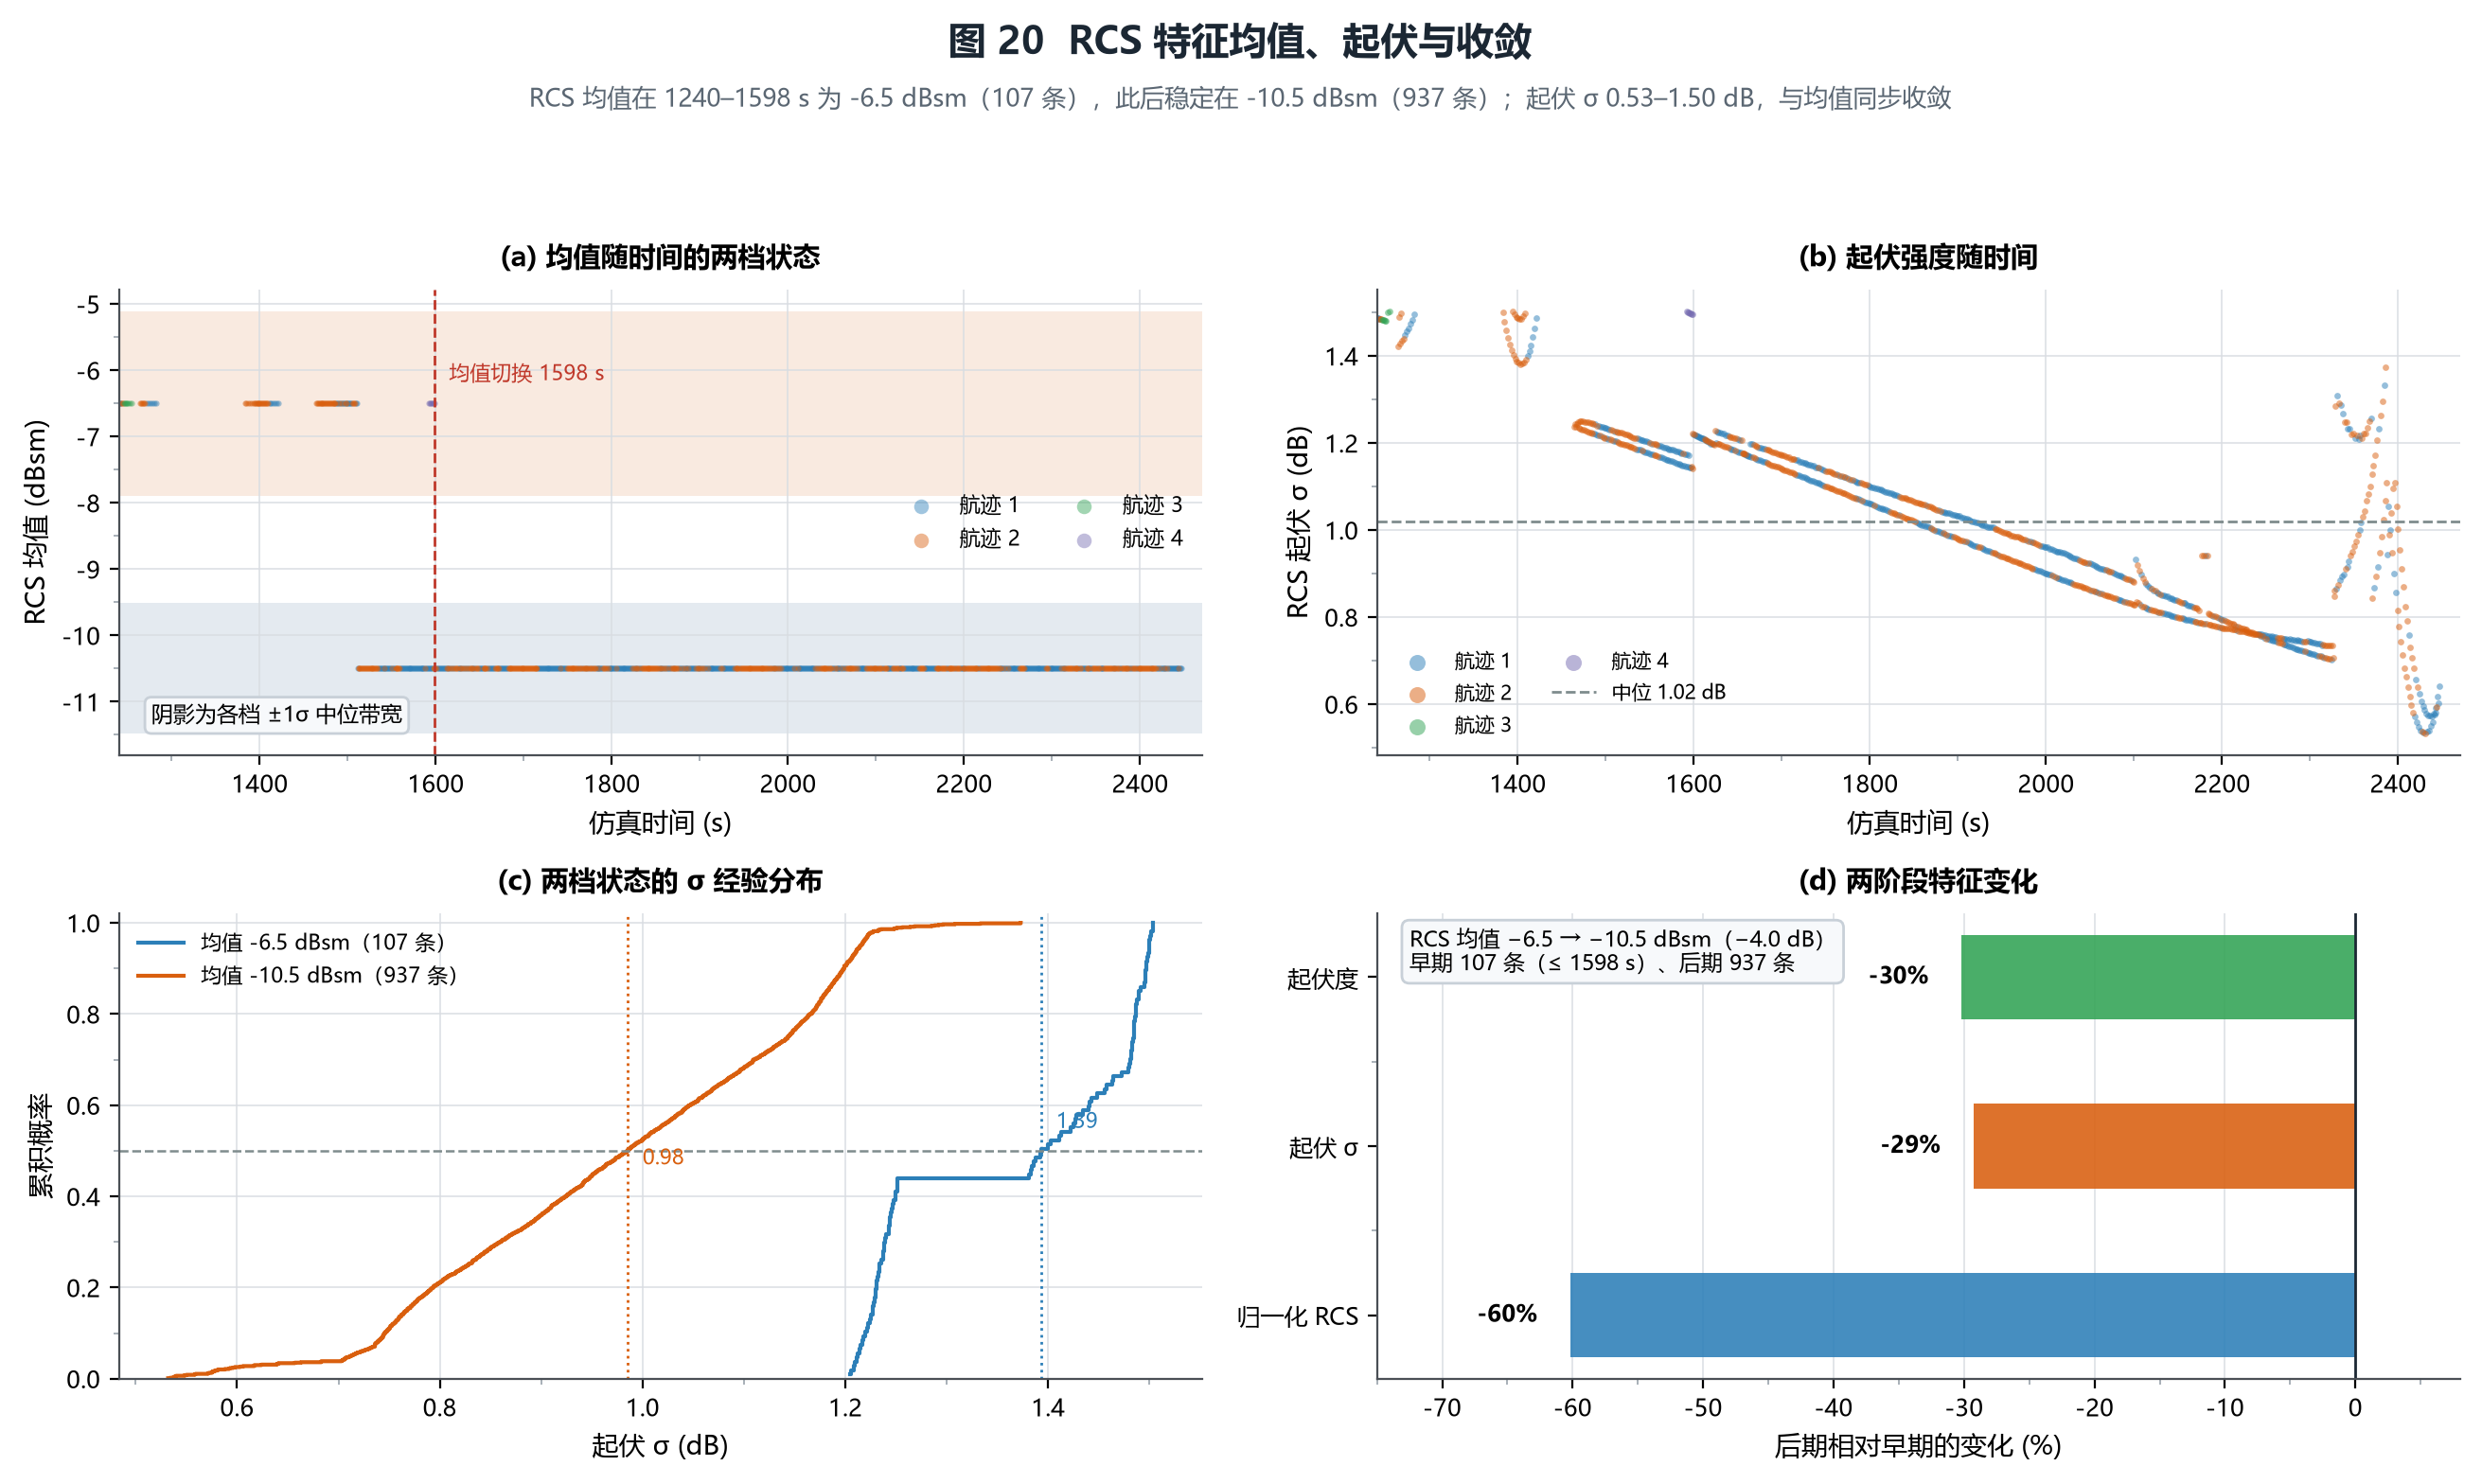 图 20 RCS 特征均值、起伏与收敛
RCS 均值在 1240–1598 s 为 -6.5 dBsm（107 条），此后稳定在 -10.5 dBsm（937 条）；起伏 σ 0.53–1.50 dB，与均值同步收敛
(a) 均值随时间的两档状态
RCS 均值 (dBsm)
-5
-6
-7
-8
-9
-10
-11
均值切换 1598 s
航迹 1
航迹 2
航迹 3
航迹 4
阴影为各档 ±1σ 中位带宽
1400
1600
1800
2000
2200
2400
仿真时间 (s)
(b) 起伏强度随时间
RCS 起伏 σ (dB)
1.4
1.2
1.0
0.8
0.6
航迹 1
航迹 2
航迹 3
航迹 4
中位 1.02 dB
1400
1600
1800
2000
2200
2400
仿真时间 (s)
(c) 两档状态的 σ 经验分布
累积概率
1.0
0.8
0.6
0.4
0.2
0.0
均值 -6.5 dBsm（107 条）
均值 -10.5 dBsm（937 条）
1.39
0.98
0.6
0.8
1.0
1.2
1.4
起伏 σ (dB)
(d) 两阶段特征变化
RCS 均值 −6.5 → −10.5 dBsm（−4.0 dB）
早期 107 条（≤ 1598 s）、后期 937 条
起伏度
-30%
起伏 σ
-29%
归一化 RCS
-60%
-70
-60
-50
-40
-30
-20
-10
0
后期相对早期的变化 (%)